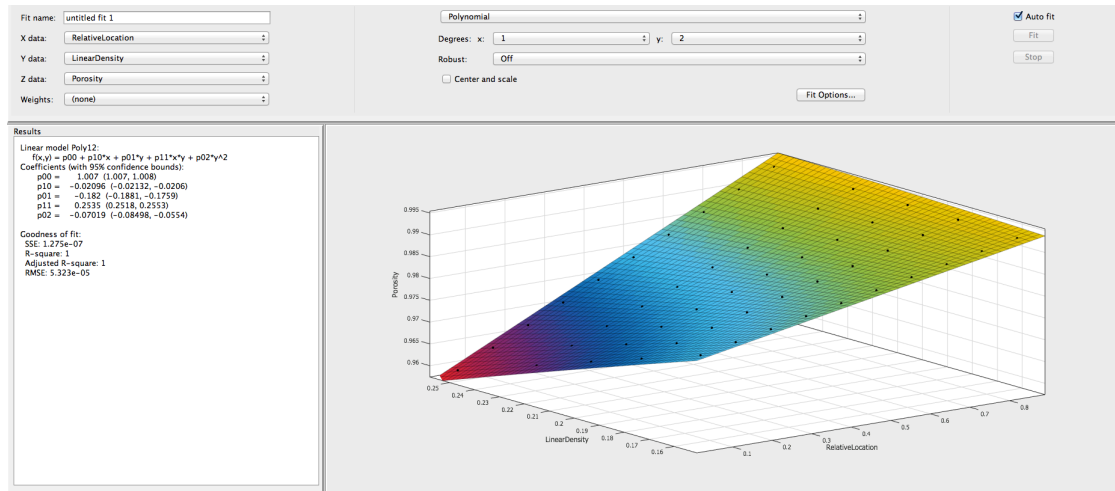 Fit name: untitled fit 1
X data: RelativeLocation
Y data: LinearDensity
Z data: Porosity
Weights: (none)
Polynomial
Degrees: x: 1 y: 2
Robust: Off
Center and scale
Fit Options...
Auto fit
Fit
Stop
Results
Linear model Poly12:
f(x,y) = p00 + p10*x + p01*y + p11*x*y + p02*y^2
Coefficients (with 95% confidence bounds):
p00 = 1.007 (1.007, 1.008)
p10 = -0.02096 (-0.02132, -0.0206)
p01 = -0.182 (-0.1881, -0.1759)
p11 = 0.2535 (0.2518, 0.2553)
p02 = -0.07019 (-0.08498, -0.0554)
Goodness of fit:
SSE: 1.275e-07
R-square: 1
Adjusted R-square: 1
RMSE: 5.323e-05
0.995
0.99
0.985
0.98
0.975
0.97
0.965
0.96
Porosity
0.25
0.24
0.23
0.22
0.21
0.2
0.19
0.18
0.17
0.16
LinearDensity
0.1
0.2
0.3
0.4
0.5
0.6
0.7
0.8
RelativeLocation